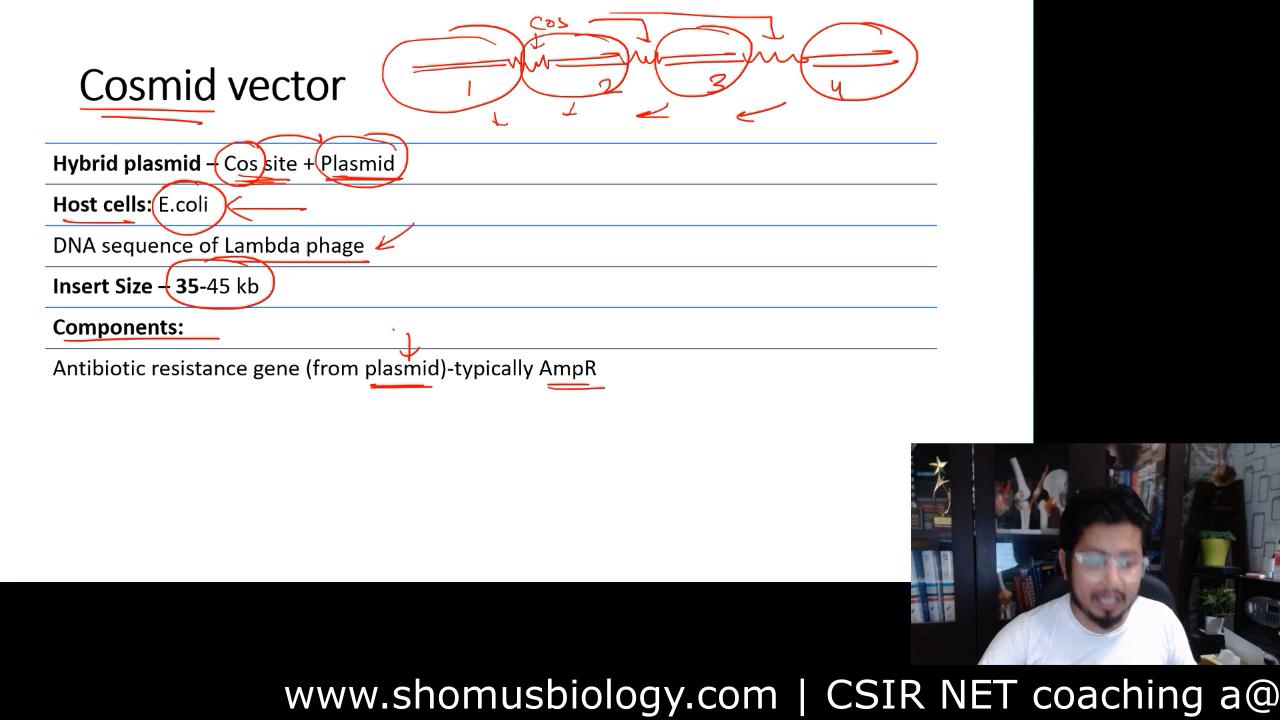 cos
1 2 3 4
Cosmid vector
Hybrid plasmid – Cos site + Plasmid
Host cells: E.coli
DNA sequence of Lambda phage
Insert Size – 35-45 kb
Components:
Antibiotic resistance gene (from plasmid)-typically AmpR
www.shomusbiology.com | CSIR NET coaching a@